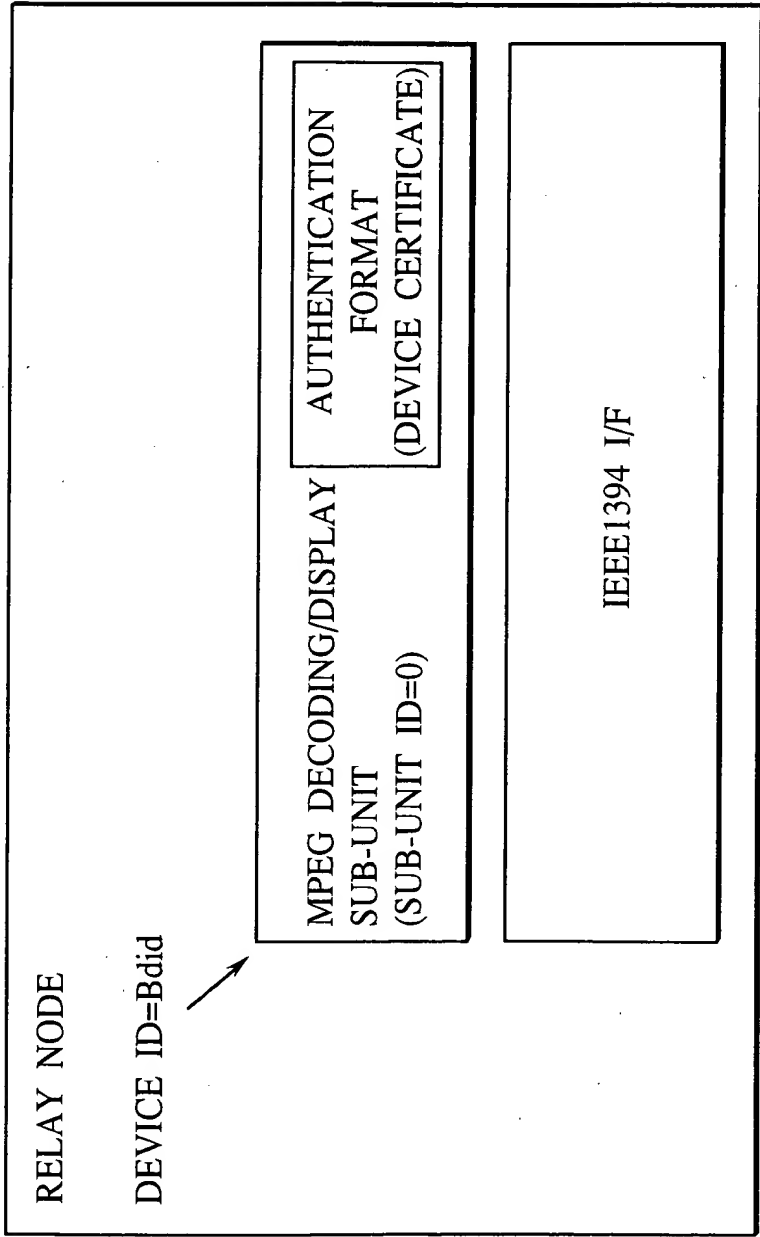 RELAY NODE
DEVICE ID=Bdid
MPEG DECODING/DISPLAY
SUB-UNIT
(SUB-UNIT ID=0)
AUTHENTICATION
FORMAT
(DEVICE CERTIFICATE)
IEEE1394 I/F